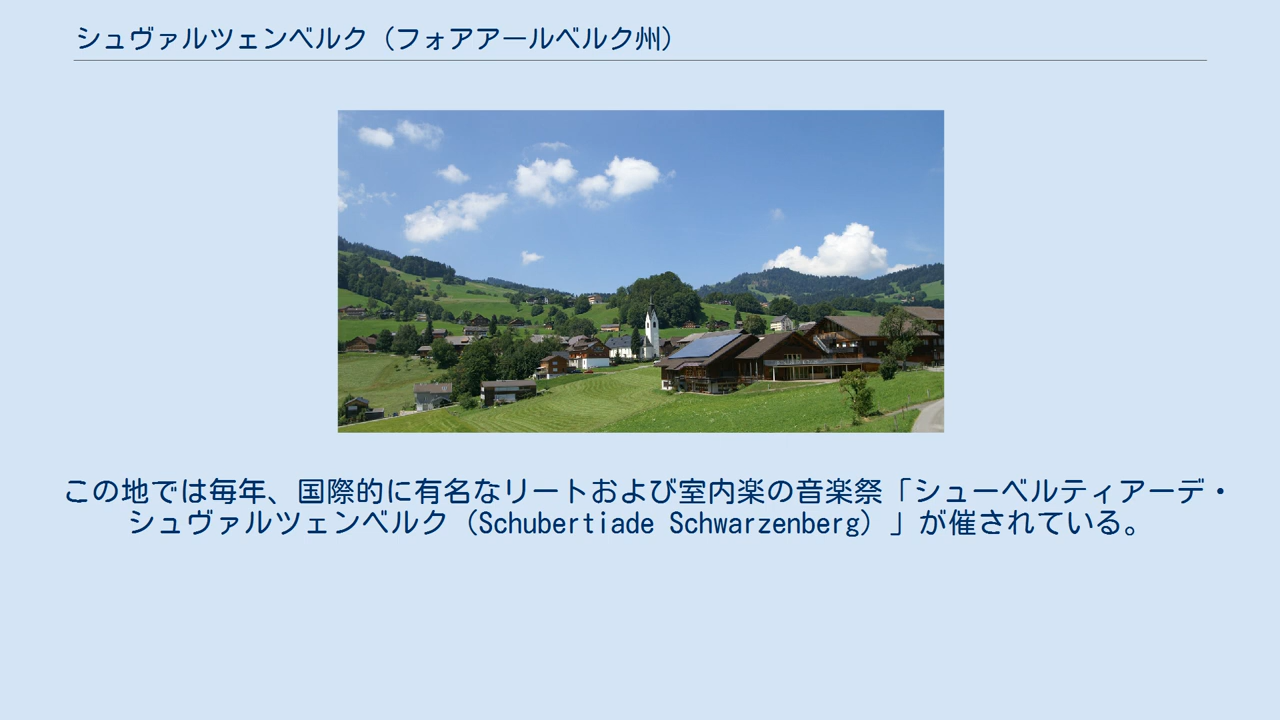 シュヴァルツェンベルク（フォアアールベルク州）
この地では毎年、国際的に有名なリートおよび室内楽の音楽祭「シューベルティアーデ・
シュヴァルツェンベルク（Schubertiade Schwarzenberg）」が催されている。